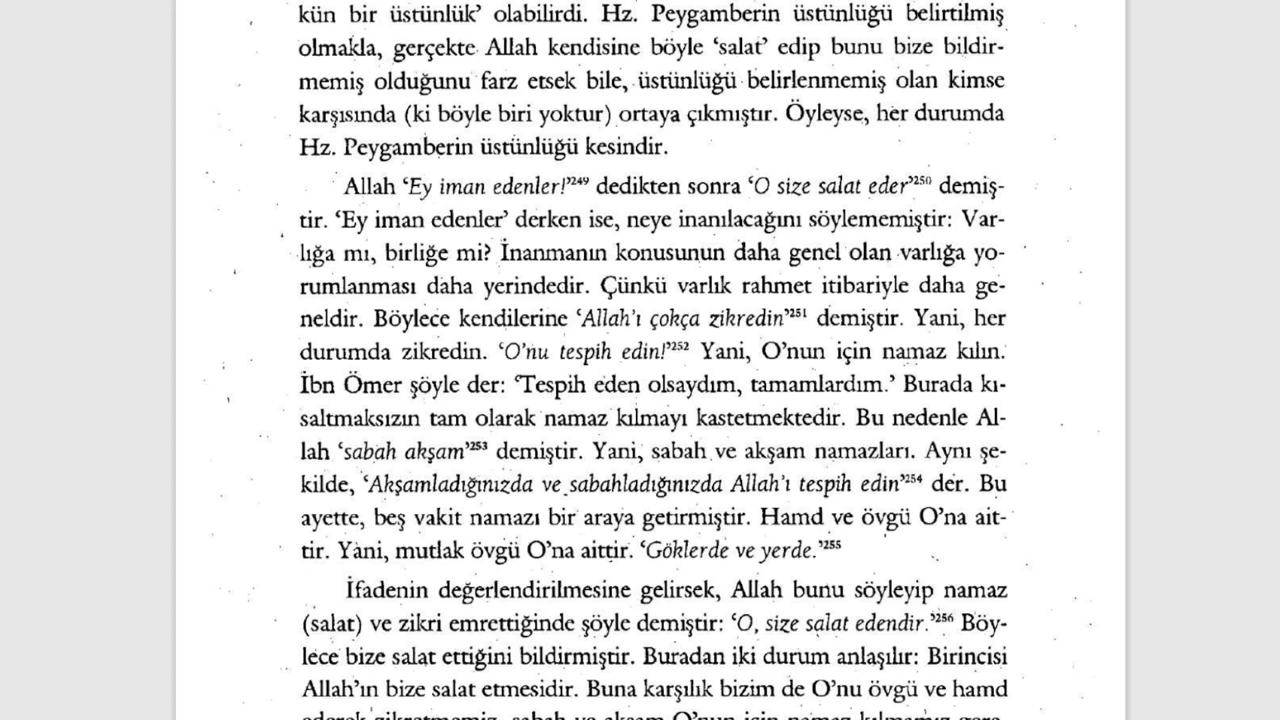 kün bir üstünlük’ olabilirdi. Hz. Peygamberin üstünlüğü belirtilmiş
olmakla, gerçekte Allah kendisine böyle ‘salat’ edip bunu bize bildir-
memiş olduğunu farz etsek bile, üstünlüğü belirlenmemiş olan kimse
karşısında (ki böyle biri yoktur) ortaya çıkmıştır. Öyleyse, her durumda
Hz. Peygamberin üstünlüğü kesindir.
Allah ‘Ey iman edenler!’²⁴⁹ dedikten sonra ‘O size salat eder’²⁵⁰ demiş-
tir. ‘Ey iman edenler’ derken ise, neye inanılacağını söylememiştir: Var-
lığa mı, birliğe mi? İnanmanın konusunun daha genel olan varlığa yo-
rumlanması daha yerindedir. Çünkü varlık rahmet itibariyle daha ge-
neldir. Böylece kendilerine ‘Allah’ı çokça zikredin’²⁵¹ demiştir. Yani, her
durumda zikredin. ‘O’nu tespih edin!’²⁵² Yani, O’nun için namaz kılın.
İbn Ömer şöyle der: ‘Tespih eden olsaydım, tamamlardım.’ Burada kı-
saltmaksızın tam olarak namaz kılmayı kastetmektedir. Bu nedenle Al-
lah ‘sabah akşam’²⁵³ demiştir. Yani, sabah ve akşam namazları. Aynı şe-
kilde, ‘Akşamladığınızda ve sabahladığınızda Allah’ı tespih edin’²⁵⁴ der. Bu
ayette, beş vakit namazı bir araya getirmiştir. Hamd ve övgü O’na ait-
tir. Yani, mutlak övgü O’na aittir. ‘Göklerde ve yerde.’²⁵⁵
İfadenin değerlendirilmesine gelirsek, Allah bunu söyleyip namaz
(salat) ve zikri emrettiğinde şöyle demiştir: ‘O, size salat edendir.’²⁵⁶ Böy-
lece bize salat ettiğini bildirmiştir. Buradan iki durum anlaşılır: Birincisi
Allah’ın bize salat etmesidir. Buna karşılık bizim de O’nu övgü ve hamd